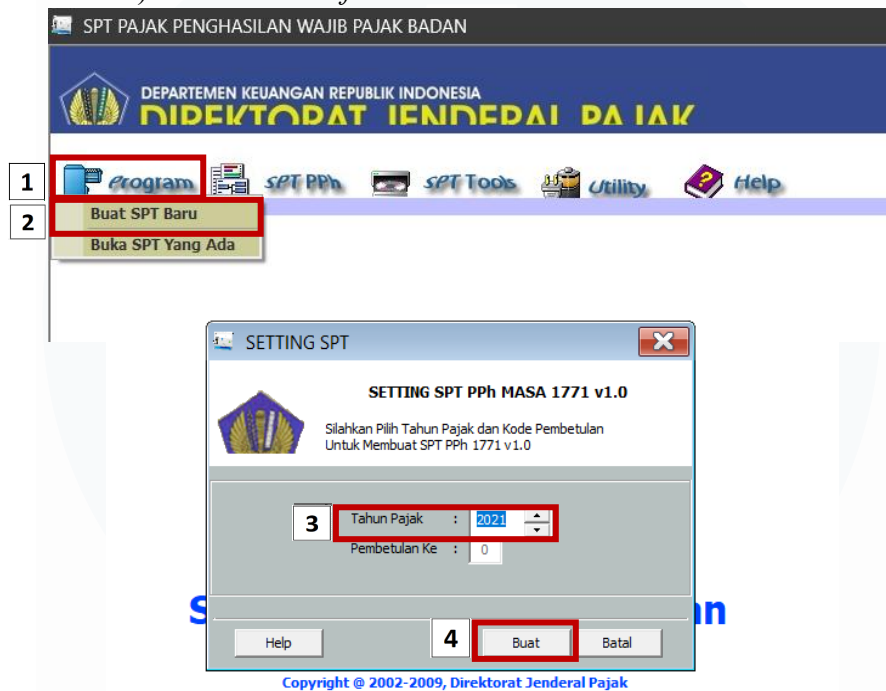 SPT PAJAK PENGHASILAN WAJIB PAJAK BADAN
DEPARTEMEN KEUANGAN REPUBLIK INDONESIA
DIREKTORAT JENDERAL PAJAK
1 Program SPT PPh SPT Tools Utility Help
2 Buat SPT Baru
Buka SPT Yang Ada
SETTING SPT
SETTING SPT PPh MASA 1771 v1.0
Silahkan Pilih Tahun Pajak dan Kode Pembetulan
Untuk Membuat SPT PPh 1771 v1.0
3 Tahun Pajak : 2021
Pembetulan Ke : 0
Help 4 Buat Batal
Copyright @ 2002-2009, Direktorat Jenderal Pajak